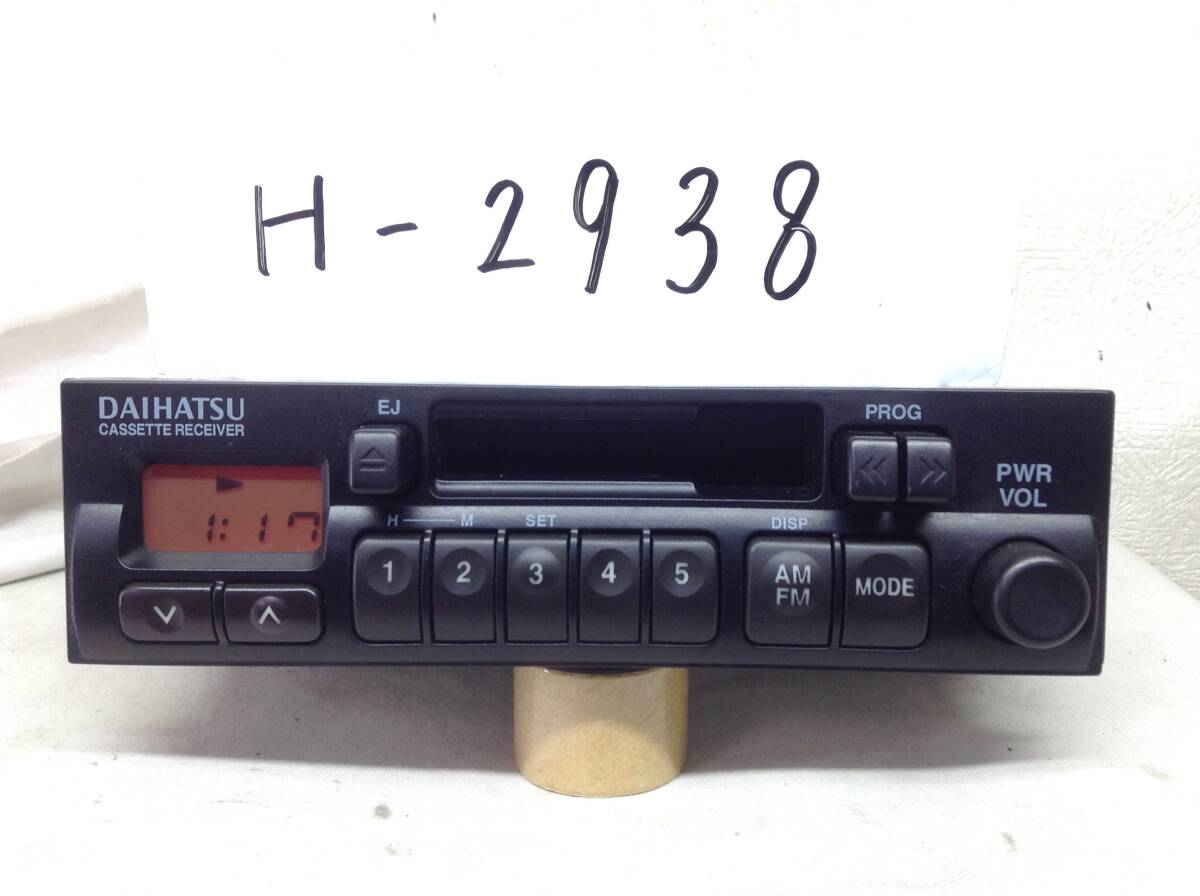 H-2938
DAIHATSU
CASSETTE RECEIVER
EJ
PROG
PWR
VOL
1:17
H M SET DISP
1 2 3 4 5
AM
FM
MODE